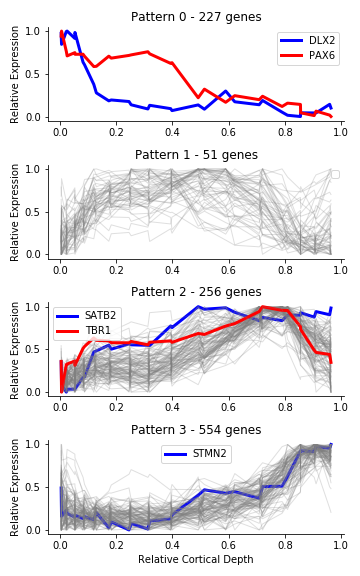 Pattern 0 - 227 genes
Relative Expression
1.0
0.5
0.0
DLX2
PAX6
0.0 0.2 0.4 0.6 0.8 1.0
Pattern 1 - 51 genes
Relative Expression
1.0
0.5
0.0
0.0 0.2 0.4 0.6 0.8 1.0
Pattern 2 - 256 genes
Relative Expression
1.0
0.5
0.0
SATB2
TBR1
0.0 0.2 0.4 0.6 0.8 1.0
Pattern 3 - 554 genes
Relative Expression
1.0
0.5
0.0
STMN2
0.0 0.2 0.4 0.6 0.8 1.0
Relative Cortical Depth